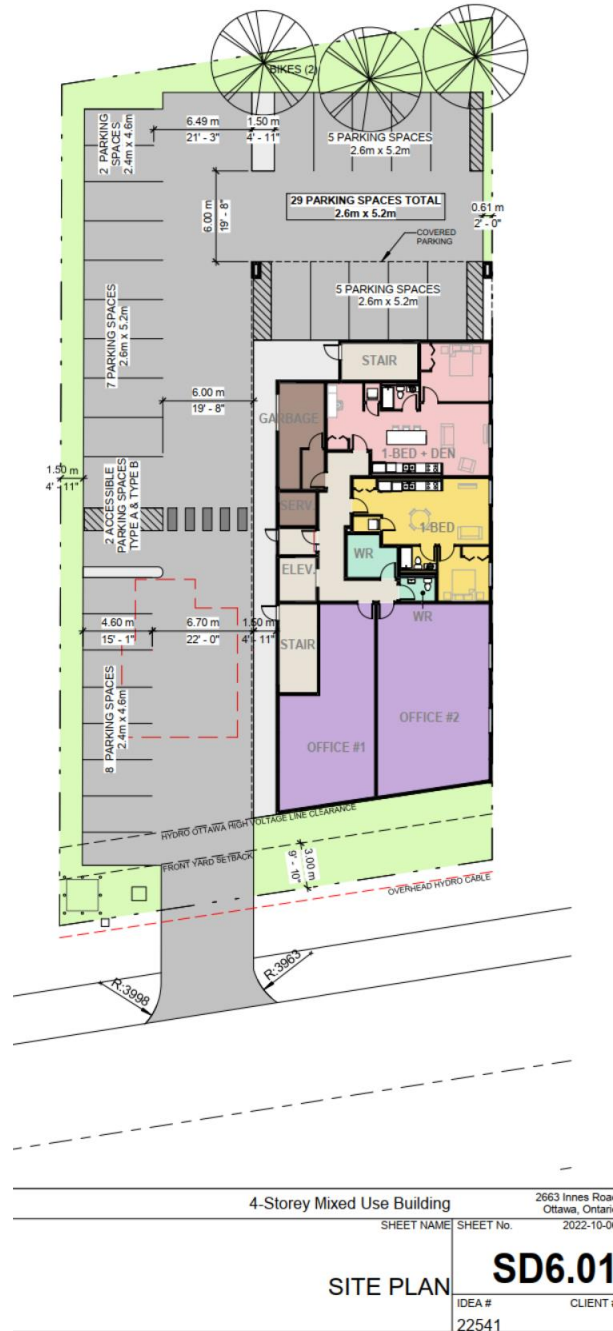 BIKES (2)
2 PARKING
SPACES
2.4m x 4.6m
6.49 m
21' - 3"
1.50 m
4' - 11"
5 PARKING SPACES
2.6m x 5.2m
29 PARKING SPACES TOTAL
2.6m x 5.2m
6.00 m
19' - 8"
0.61 m
2' - 0"
COVERED
PARKING
5 PARKING SPACES
2.6m x 5.2m
7 PARKING SPACES
2.6m x 5.2m
STAIR
6.00 m
19' - 8"
GARBAGE
1-BED + DEN
1.50 m
4' - 11"
2 ACCESSIBLE
PARKING SPACES
TYPE A & TYPE B
SERV.
1-BED
WR
ELEV.
WR
4.60 m
15' - 1"
6.70 m
22' - 0"
1.50 m
4' - 11"
STAIR
8 PARKING SPACES
2.4m x 4.6m
OFFICE #1
OFFICE #2
HYDRO OTTAWA HIGH VOLTAGE LINE CLEARANCE
FRONT YARD SETBACK
3.00 m
9' - 10"
OVERHEAD HYDRO CABLE
R:3998
R:3963
4-Storey Mixed Use Building
2663 Innes Road
Ottawa, Ontario
SHEET NAME
SHEET No.
2022-10-06
SITE PLAN
SD6.01
IDEA #
CLIENT #
22541